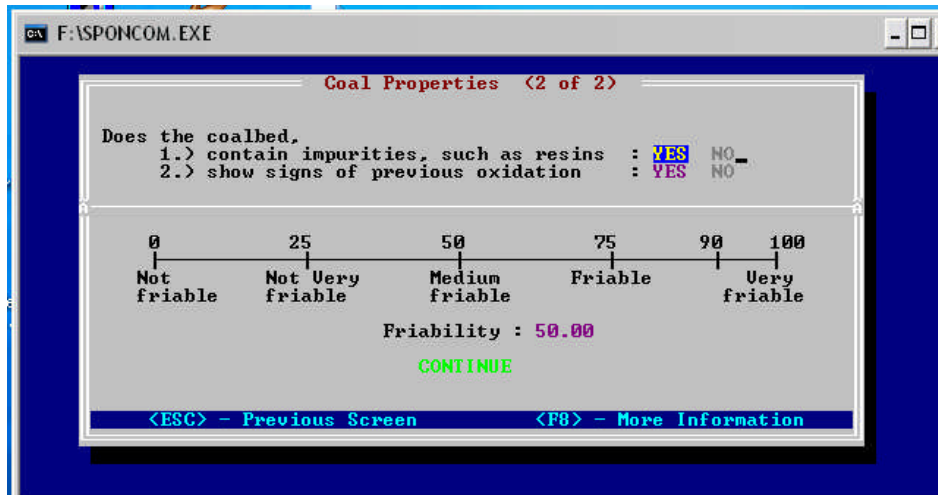 F:\SPONCOM.EXE
Coal Properties <2 of 2>
Does the coalbed,
1.) contain impurities, such as resins : YES NO
2.) show signs of previous oxidation : YES NO
0 25 50 75 90 100
Not Not Very Medium Friable Very
friable friable friable friable
Friability : 50.00
CONTINUE
<ESC> - Previous Screen <F8> - More Information